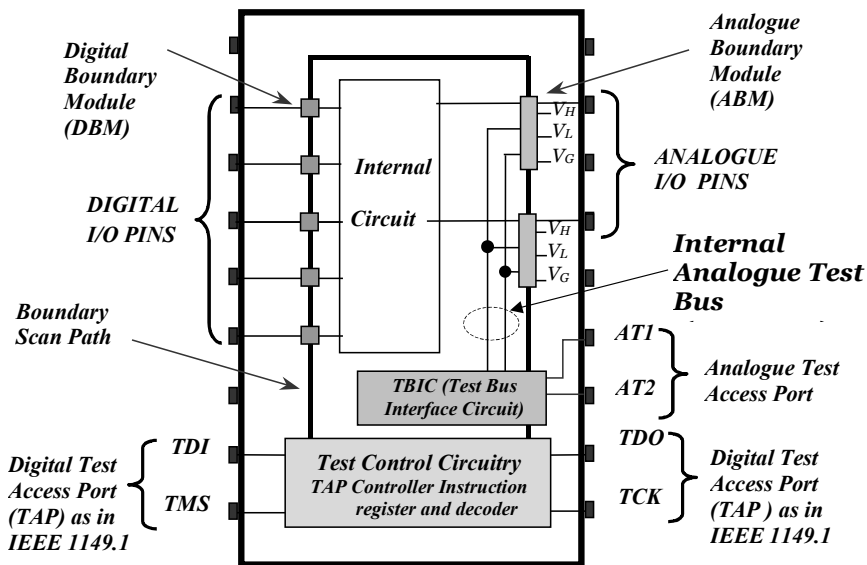 Digital
Boundary
Module
(DBM)
Analogue
Boundary
Module
(ABM)
DIGITAL
I/O PINS
Internal
Circuit
VH
VL
VG
VH
VL
VG
ANALOGUE
I/O PINS
Internal
Analogue Test
Bus
Boundary
Scan Path
TBIC (Test Bus
Interface Circuit)
AT1
AT2
Analogue Test
Access Port
Digital Test
Access Port
(TAP) as in
IEEE 1149.1
TDI
TMS
Test Control Circuitry
TAP Controller Instruction
register and decoder
TDO
TCK
Digital Test
Access Port
(TAP ) as in
IEEE 1149.1